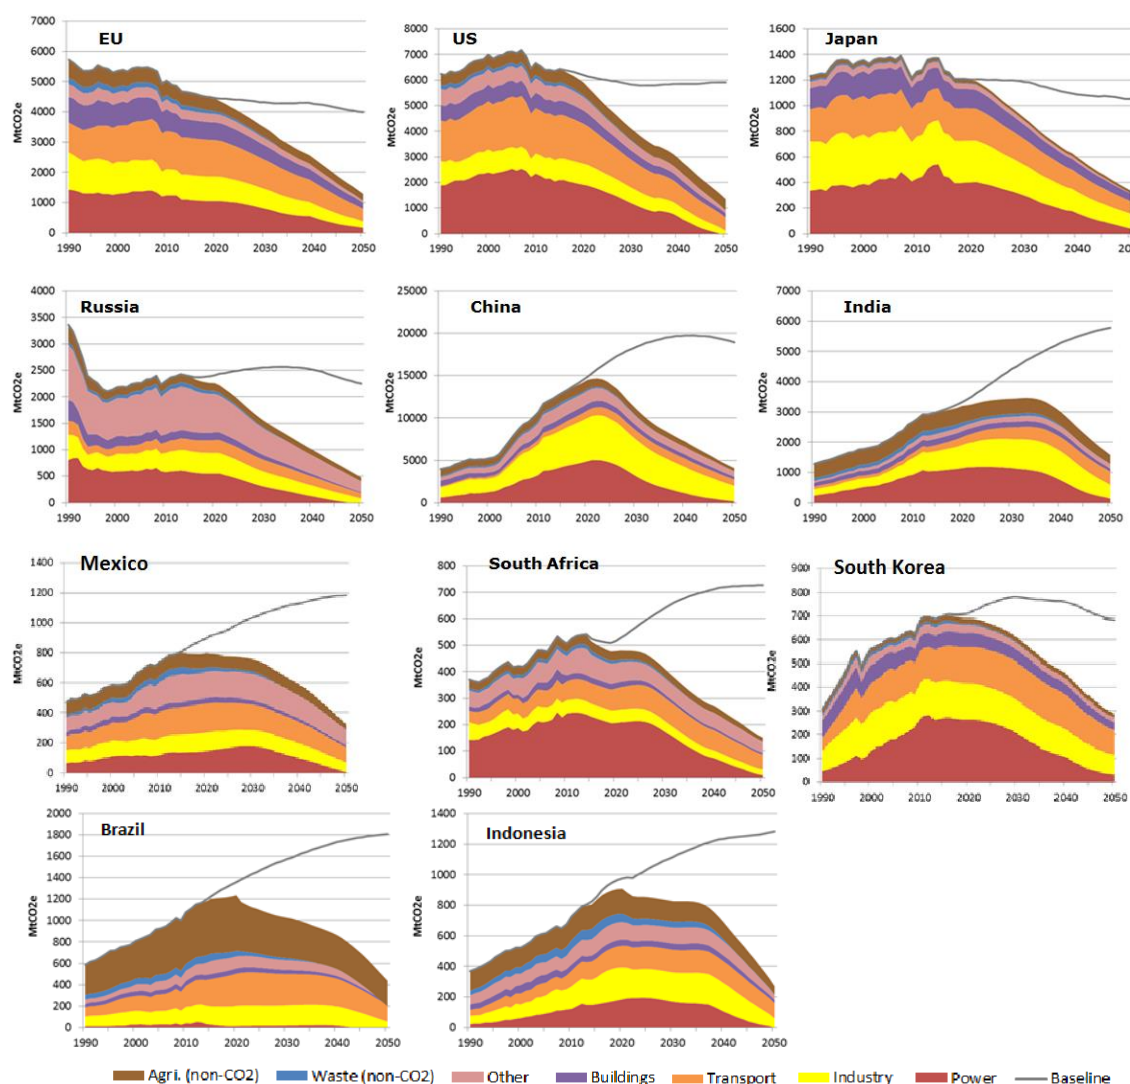 EU
MtCO2e
7000
6000
5000
4000
3000
2000
1000
0
1990 2000 2010 2020 2030 2040 2050
US
MtCO2e
8000
7000
6000
5000
4000
3000
2000
1000
0
1990 2000 2010 2020 2030 2040 2050
Japan
MtCO2e
1600
1400
1200
1000
800
600
400
200
0
1990 2000 2010 2020 2030 2040 2050
Russia
MtCO2e
4000
3500
3000
2500
2000
1500
1000
500
0
1990 2000 2010 2020 2030 2040 2050
China
MtCO2e
25000
20000
15000
10000
5000
0
1990 2000 2010 2020 2030 2040 2050
India
MtCO2e
7000
6000
5000
4000
3000
2000
1000
0
1990 2000 2010 2020 2030 2040 2050
Mexico
MtCO2e
1400
1200
1000
800
600
400
200
0
1990 2000 2010 2020 2030 2040 2050
South Africa
MtCO2e
800
700
600
500
400
300
200
100
0
1990 2000 2010 2020 2030 2040 2050
South Korea
MtCO2e
900
800
700
600
500
400
300
200
100
0
1990 2000 2010 2020 2030 2040 2050
Brazil
MtCO2e
2000
1800
1600
1400
1200
1000
800
600
400
200
0
1990 2000 2010 2020 2030 2040 2050
Indonesia
MtCO2e
1400
1200
1000
800
600
400
200
0
1990 2000 2010 2020 2030 2040 2050
Agri. (non-CO2) Waste (non-CO2) Other Buildings Transport Industry Power Baseline